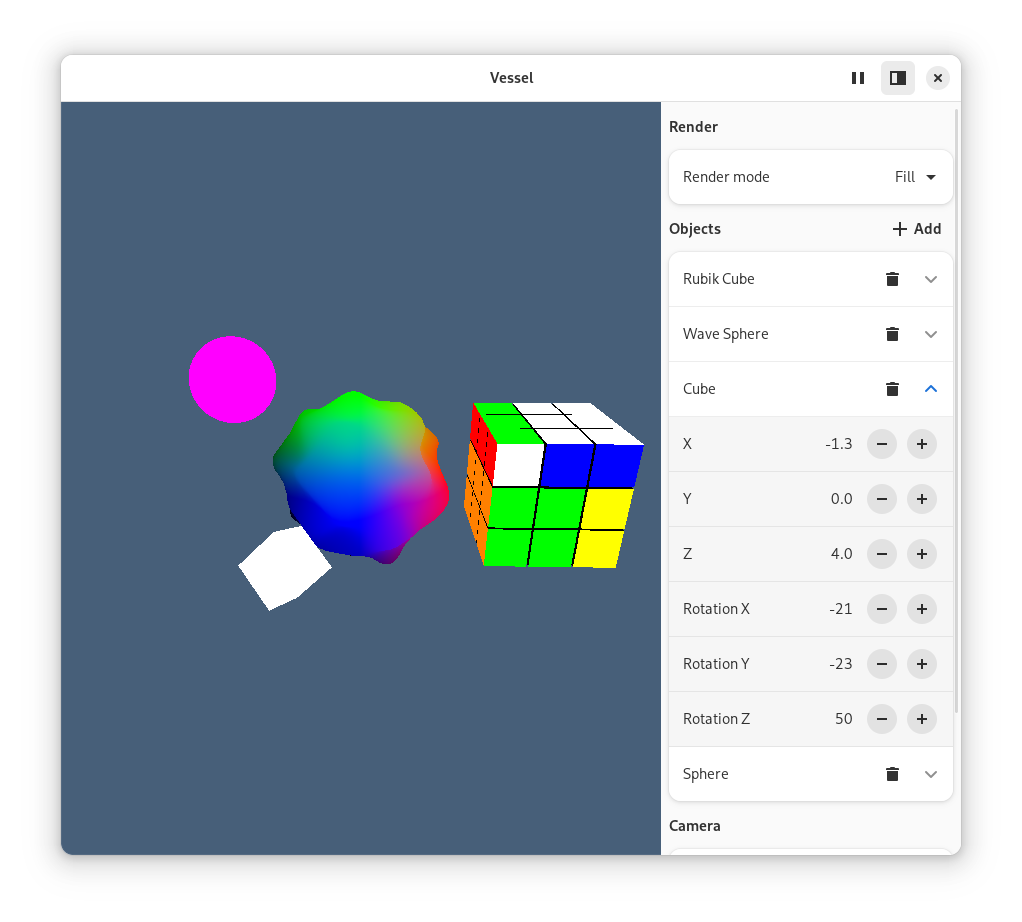 Vessel
Render
Render mode Fill
Objects Add
Rubik Cube
Wave Sphere
Cube
X -1.3
Y 0.0
Z 4.0
Rotation X -21
Rotation Y -23
Rotation Z 50
Sphere
Camera